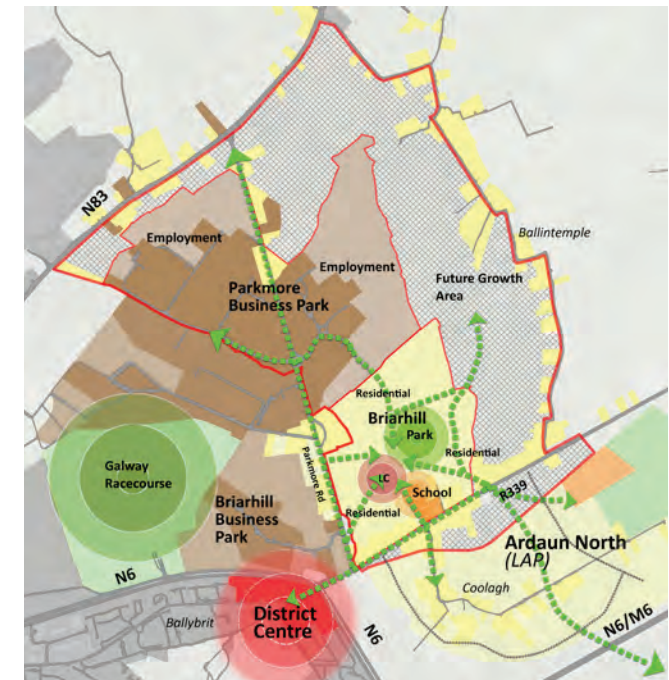 N83
Employment
Ballintemple
Employment
Parkmore
Business Park
Future Growth
Area
Residential
Briarhill
Park
Galway
Racecourse
Parkmore Rd
Residential
LC
School
R339
Briarhill
Business
Park
Residential
Ardaun North
(LAP)
N6
Coolagh
District
Centre
Ballybrit
N6
N6/M6